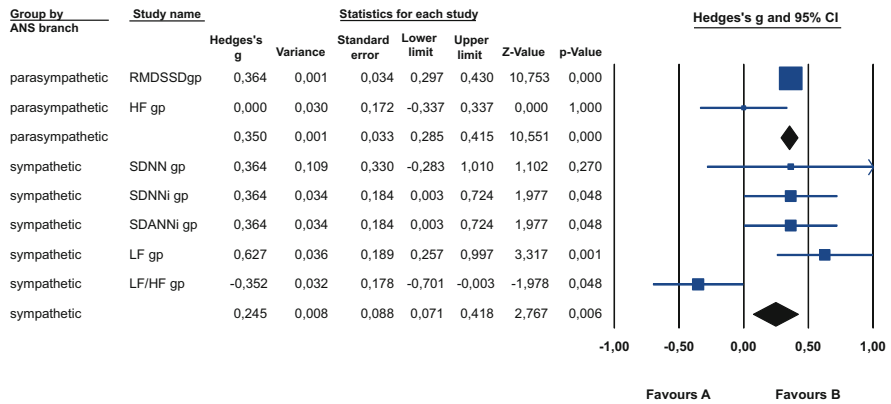 Group by ANS branch Study name Statistics for each study Hedges's g and 95% CI
Hedges's g Variance Standard error Lower limit Upper limit Z-Value p-Value
parasympathetic RMDSSDgp 0,364 0,001 0,034 0,297 0,430 10,753 0,000
parasympathetic HF gp 0,000 0,030 0,172 -0,337 0,337 0,000 1,000
parasympathetic 0,350 0,001 0,033 0,285 0,415 10,551 0,000
sympathetic SDNN gp 0,364 0,109 0,330 -0,283 1,010 1,102 0,270
sympathetic SDNNi gp 0,364 0,034 0,184 0,003 0,724 1,977 0,048
sympathetic SDANNi gp 0,364 0,034 0,184 0,003 0,724 1,977 0,048
sympathetic LF gp 0,627 0,036 0,189 0,257 0,997 3,317 0,001
sympathetic LF/HF gp -0,352 0,032 0,178 -0,701 -0,003 -1,978 0,048
sympathetic 0,245 0,008 0,088 0,071 0,418 2,767 0,006
-1,00 -0,50 0,00 0,50 1,00
Favours A Favours B